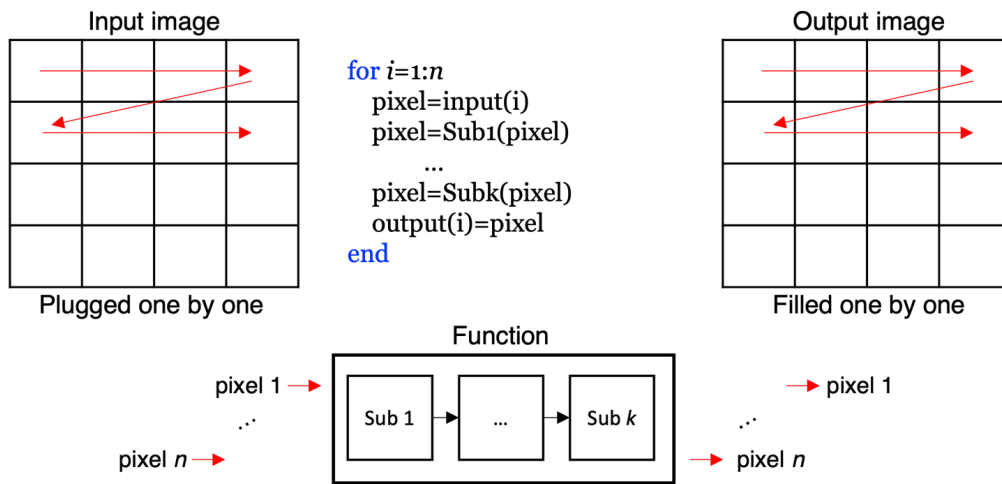 Input image
Output image
for i=1:n
pixel=input(i)
pixel=Sub1(pixel)
...
pixel=Subk(pixel)
output(i)=pixel
end
Plugged one by one
Filled one by one
Function
pixel 1
...
pixel n
Sub 1
...
Sub k
pixel 1
...
pixel n